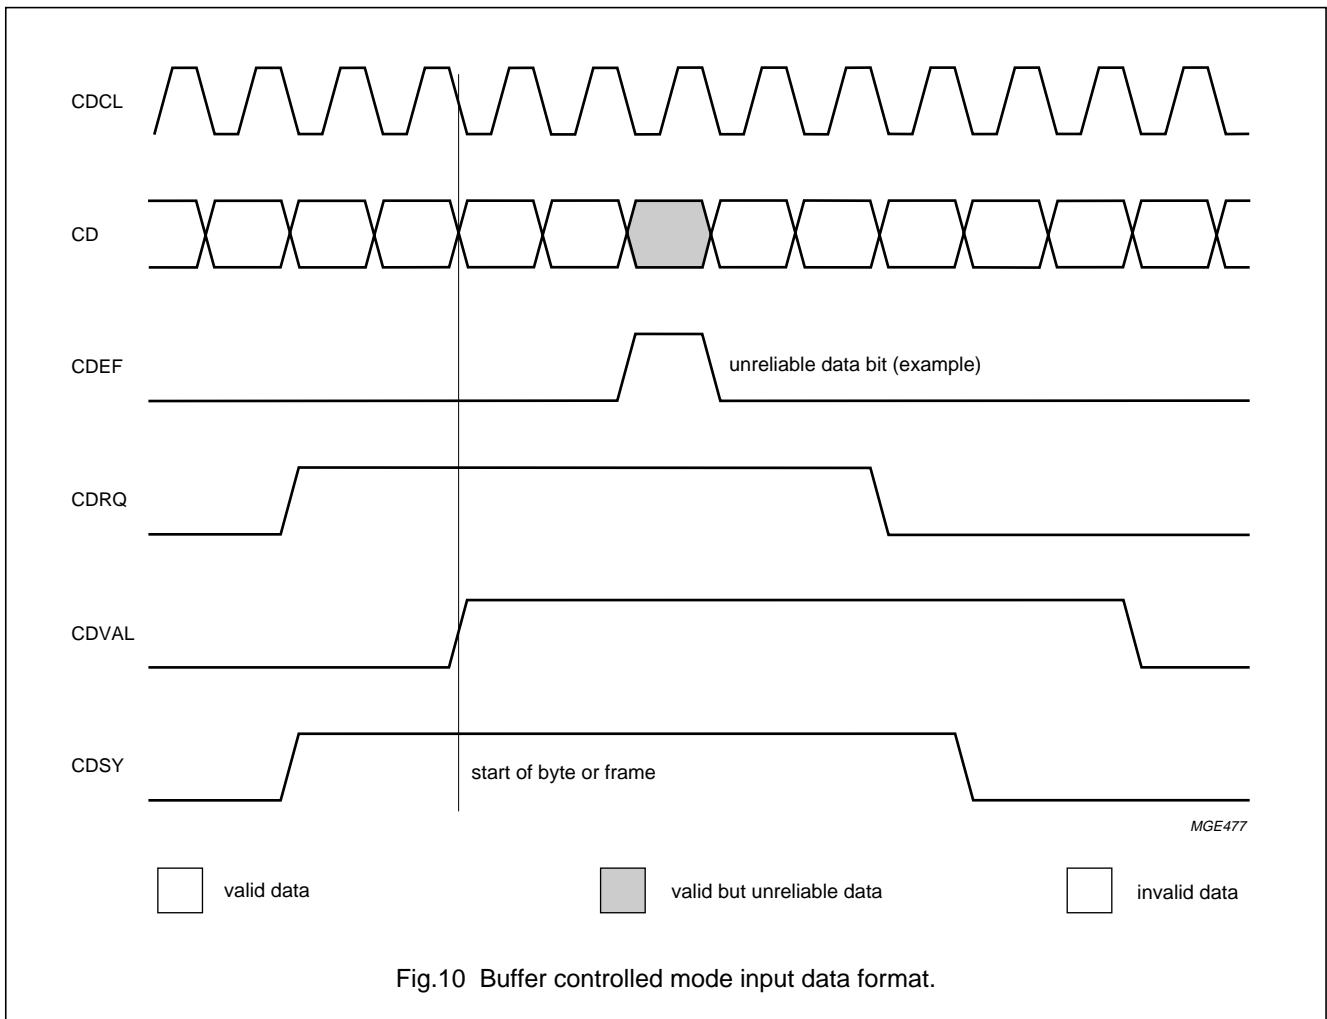 CDCL
CD
CDEF
unreliable data bit (example)
CDRQ
CDVAL
CDSY
start of byte or frame
MGE477
valid data
valid but unreliable data
invalid data
Fig.10 Buffer controlled mode input data format.